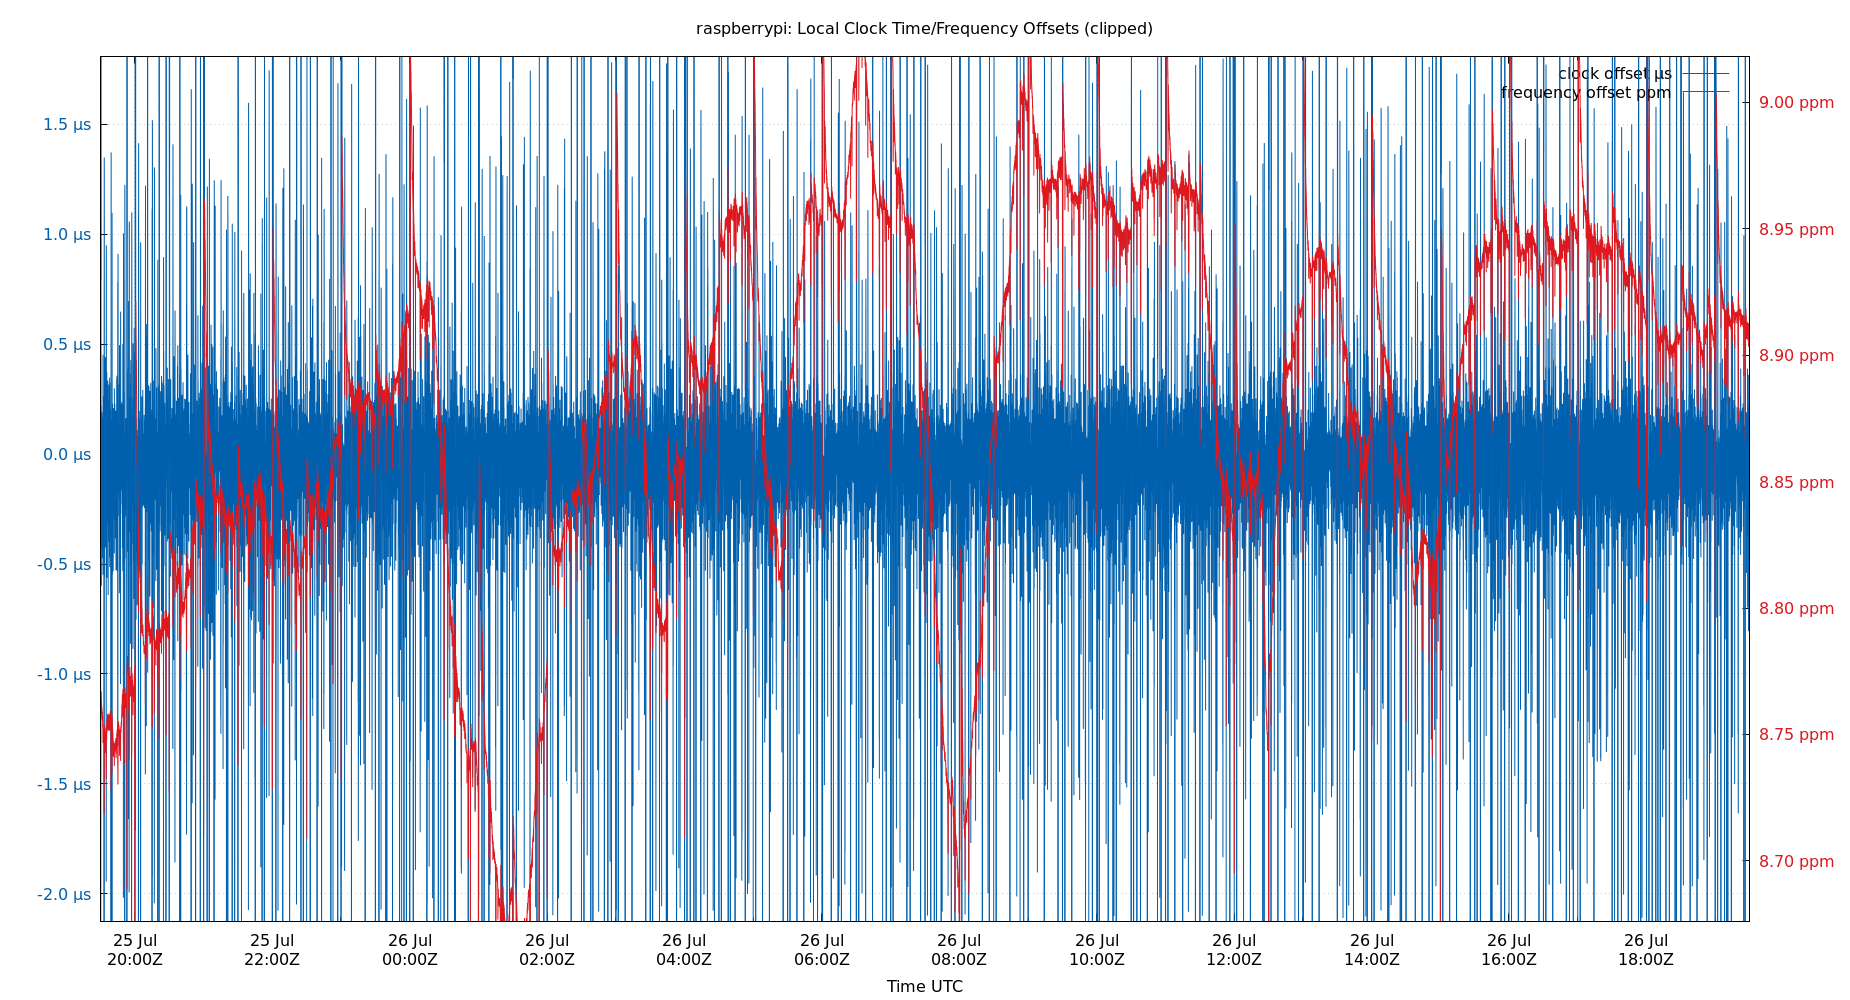 raspberrypi: Local Clock Time/Frequency Offsets (clipped)
clock offset µs
frequency offset ppm
1.5 µs
1.0 µs
0.5 µs
0.0 µs
-0.5 µs
-1.0 µs
-1.5 µs
-2.0 µs
9.00 ppm
8.95 ppm
8.90 ppm
8.85 ppm
8.80 ppm
8.75 ppm
8.70 ppm
25 Jul 25 Jul 26 Jul 26 Jul 26 Jul 26 Jul 26 Jul 26 Jul 26 Jul 26 Jul 26 Jul 26 Jul
20:00Z 22:00Z 00:00Z 02:00Z 04:00Z 06:00Z 08:00Z 10:00Z 12:00Z 14:00Z 16:00Z 18:00Z
Time UTC